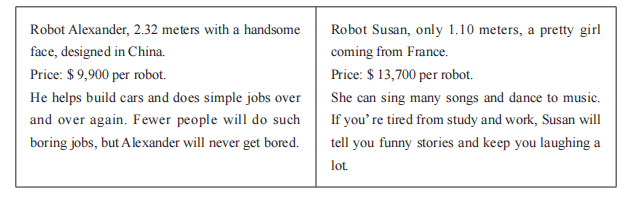 Robot Alexander, 2.32 meters with a handsome
face, designed in China.
Price: $ 9,900 per robot.
He helps build cars and does simple jobs over
and over again. Fewer people will do such
boring jobs, but Alexander will never get bored.
Robot Susan, only 1.10 meters, a pretty girl
coming from France.
Price: $ 13,700 per robot.
She can sing many songs and dance to music.
If you're tired from study and work, Susan will
tell you funny stories and keep you laughing a
lot.